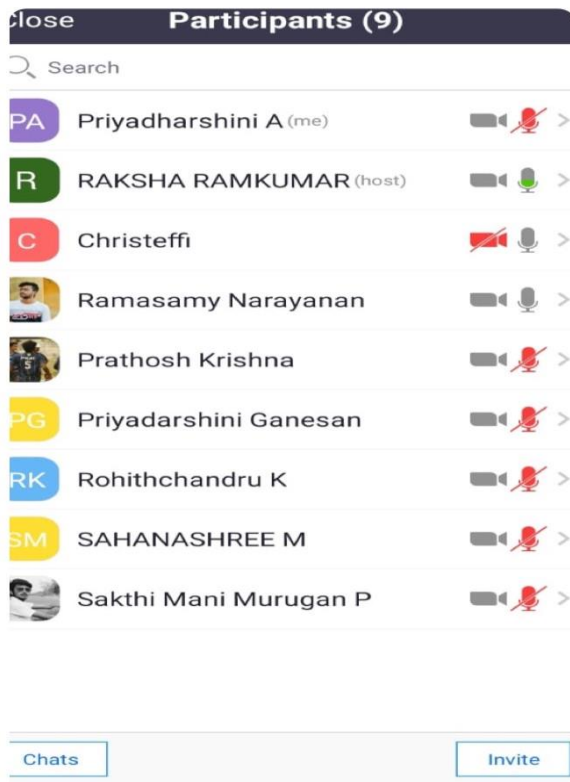 Close Participants (9)
Search
PA Priyadharshini A (me)
R RAKSHA RAMKUMAR (host)
C Christeffi
Ramasamy Narayanan
Prathosh Krishna
PG Priyadarshini Ganesan
RK Rohithchandru K
SM SAHANASHREE M
Sakthi Mani Murugan P
Chats Invite